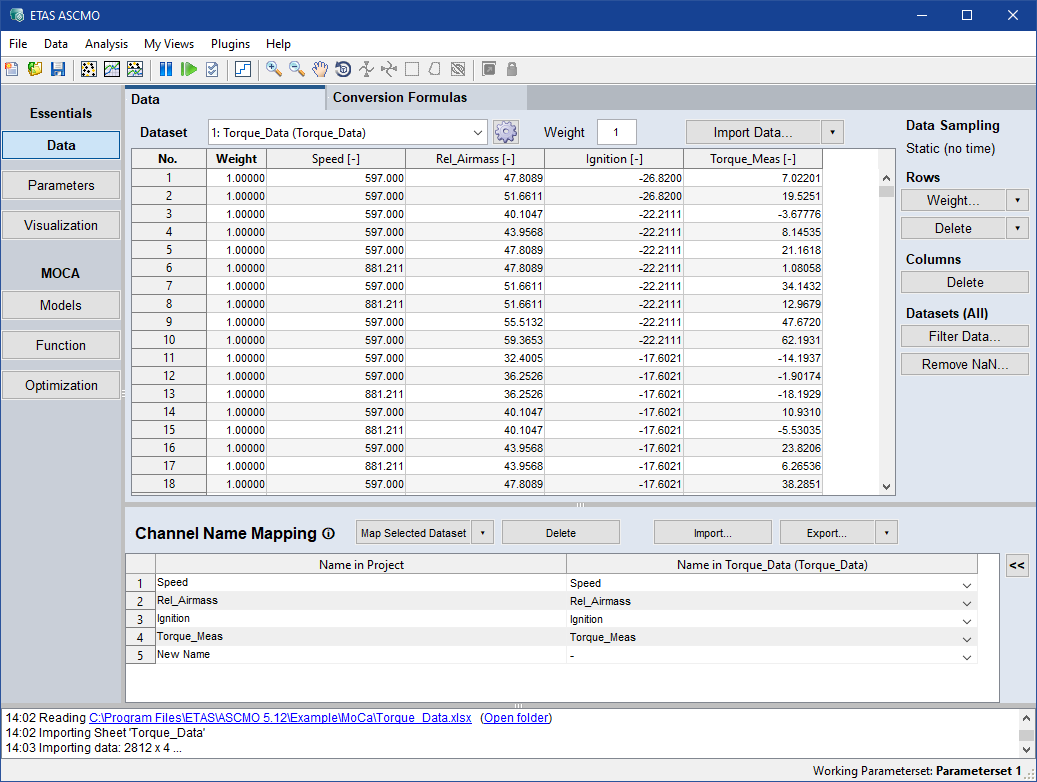 ETAS ASCMO
File Data Analysis My Views Plugins Help
Essentials
Data
Parameters
Visualization
MOCA
Models
Function
Optimization
Data Conversion Formulas
Dataset 1: Torque_Data (Torque_Data) Weight 1 Import Data...
No. Weight Speed [-] Rel_Airmass [-] Ignition [-] Torque_Meas [-]
1 1.00000 597.000 47.8089 -26.8200 7.02201
2 1.00000 597.000 51.6611 -26.8200 19.5251
3 1.00000 597.000 40.1047 -22.2111 -3.67776
4 1.00000 597.000 43.9568 -22.2111 8.14535
5 1.00000 597.000 47.8089 -22.2111 21.1618
6 1.00000 881.211 47.8089 -22.2111 1.08058
7 1.00000 597.000 51.6611 -22.2111 34.1432
8 1.00000 881.211 51.6611 -22.2111 12.9679
9 1.00000 597.000 55.5132 -22.2111 47.6720
10 1.00000 597.000 59.3653 -22.2111 62.1931
11 1.00000 597.000 32.4005 -17.6021 -14.1937
12 1.00000 597.000 36.2526 -17.6021 -1.90174
13 1.00000 881.211 36.2526 -17.6021 -18.1929
14 1.00000 597.000 40.1047 -17.6021 10.9310
15 1.00000 881.211 40.1047 -17.6021 -5.53035
16 1.00000 597.000 43.9568 -17.6021 23.8206
17 1.00000 881.211 43.9568 -17.6021 6.26536
18 1.00000 597.000 47.8089 -17.6021 38.2851
Data Sampling
Static (no time)
Rows
Weight...
Delete
Columns
Delete
Datasets (All)
Filter Data...
Remove NaN...
Channel Name Mapping Map Selected Dataset Delete Import... Export...
Name in Project Name in Torque_Data (Torque_Data) <<
1 Speed Speed
2 Rel_Airmass Rel_Airmass
3 Ignition Ignition
4 Torque_Meas Torque_Meas
5 New Name -
14:02 Reading C:\Program Files\ETAS\ASCMO 5.12\Example\MoCa\Torque_Data.xlsx (Open folder)
14:02 Importing Sheet 'Torque_Data'
14:03 Importing data: 2812 x 4 ...
Working Parameterset: Parameterset 1